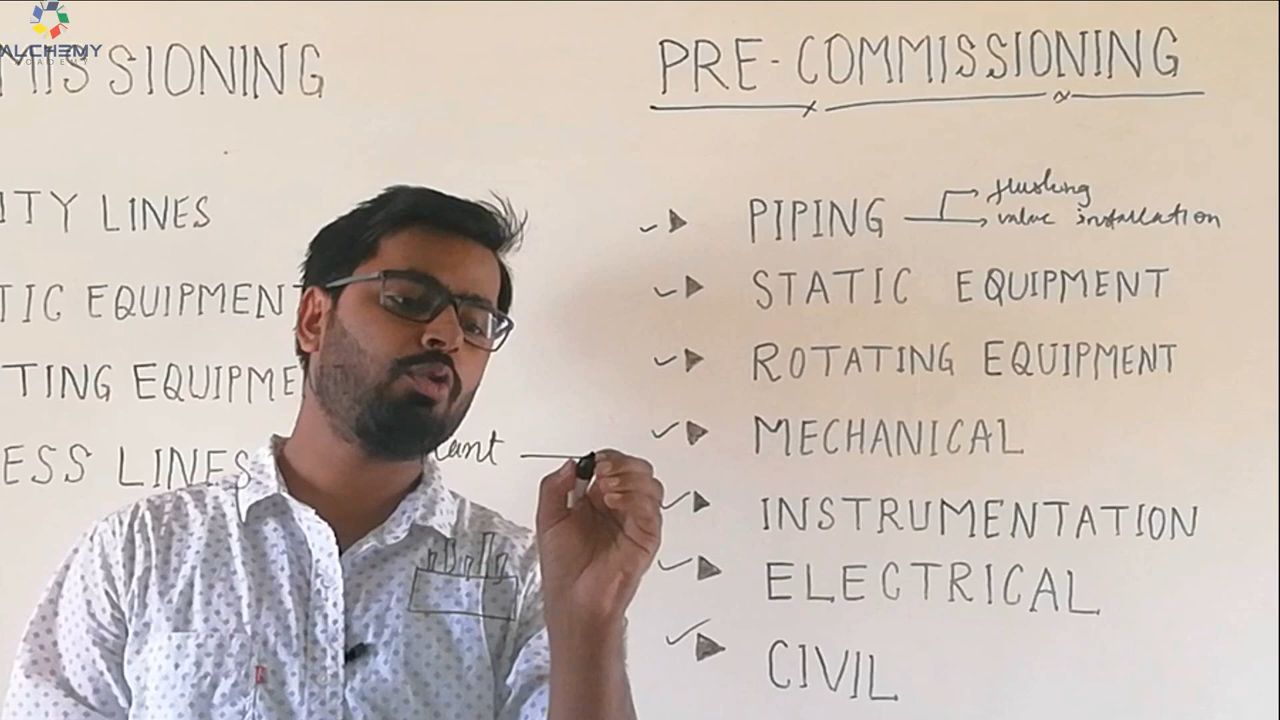 ALCHEMY
ACADEMY
MISSIONING
ITY LINES
TIC EQUIPMENT
TING EQUIPME
ESS LINES
PRE-COMMISSIONING
PIPING
flushing
valve installation
STATIC EQUIPMENT
ROTATING EQUIPMENT
MECHANICAL
INSTRUMENTATION
ELECTRICAL
CIVIL